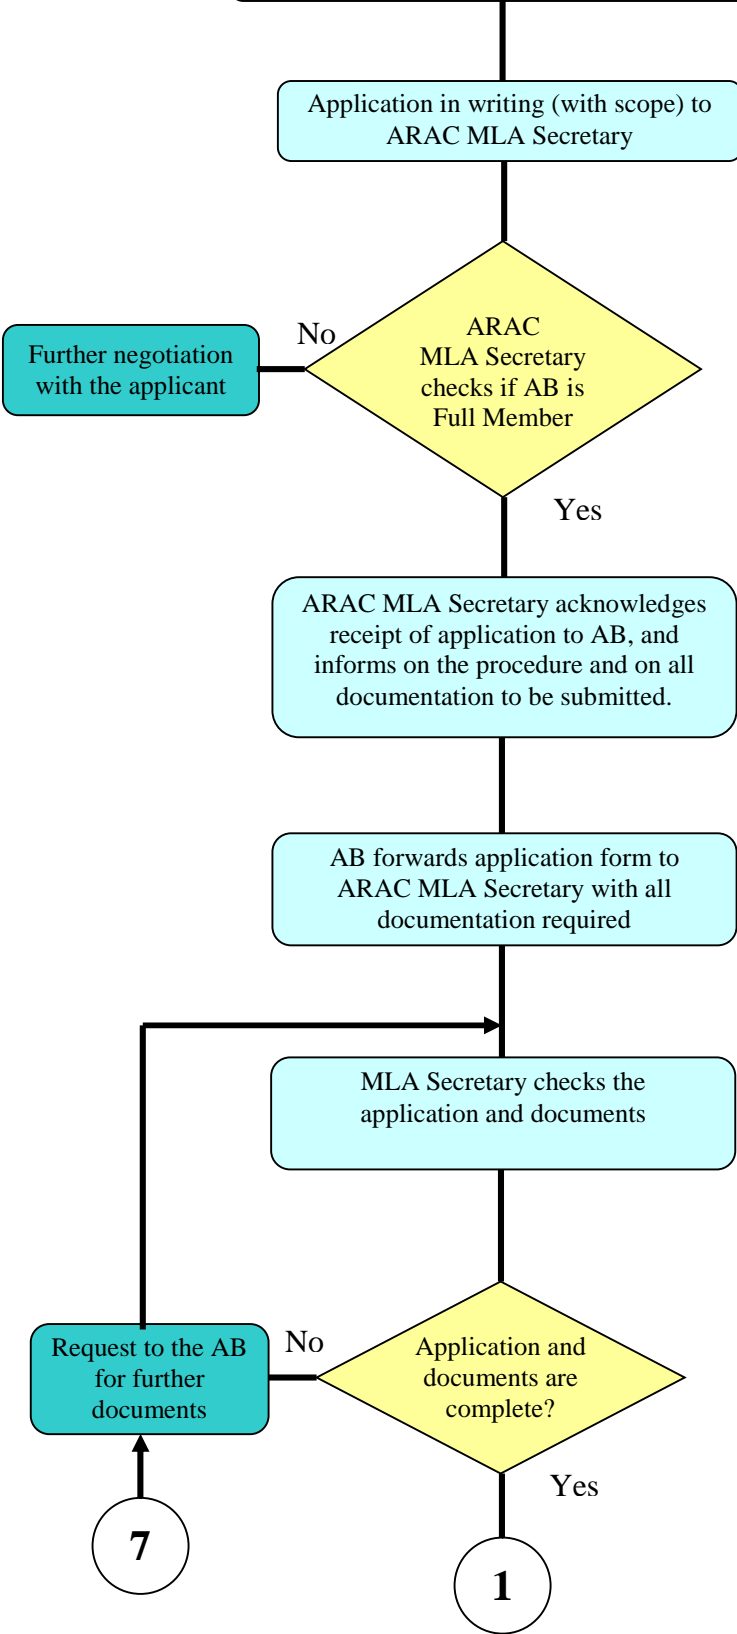 Application in writing (with scope) to
ARAC MLA Secretary
No
ARAC
MLA Secretary
checks if AB is
Full Member
Further negotiation
with the applicant
Yes
ARAC MLA Secretary acknowledges
receipt of application to AB, and
informs on the procedure and on all
documentation to be submitted.
AB forwards application form to
ARAC MLA Secretary with all
documentation required
MLA Secretary checks the
application and documents
Request to the AB
for further
documents
No
Application and
documents are
complete?
Yes
7
1